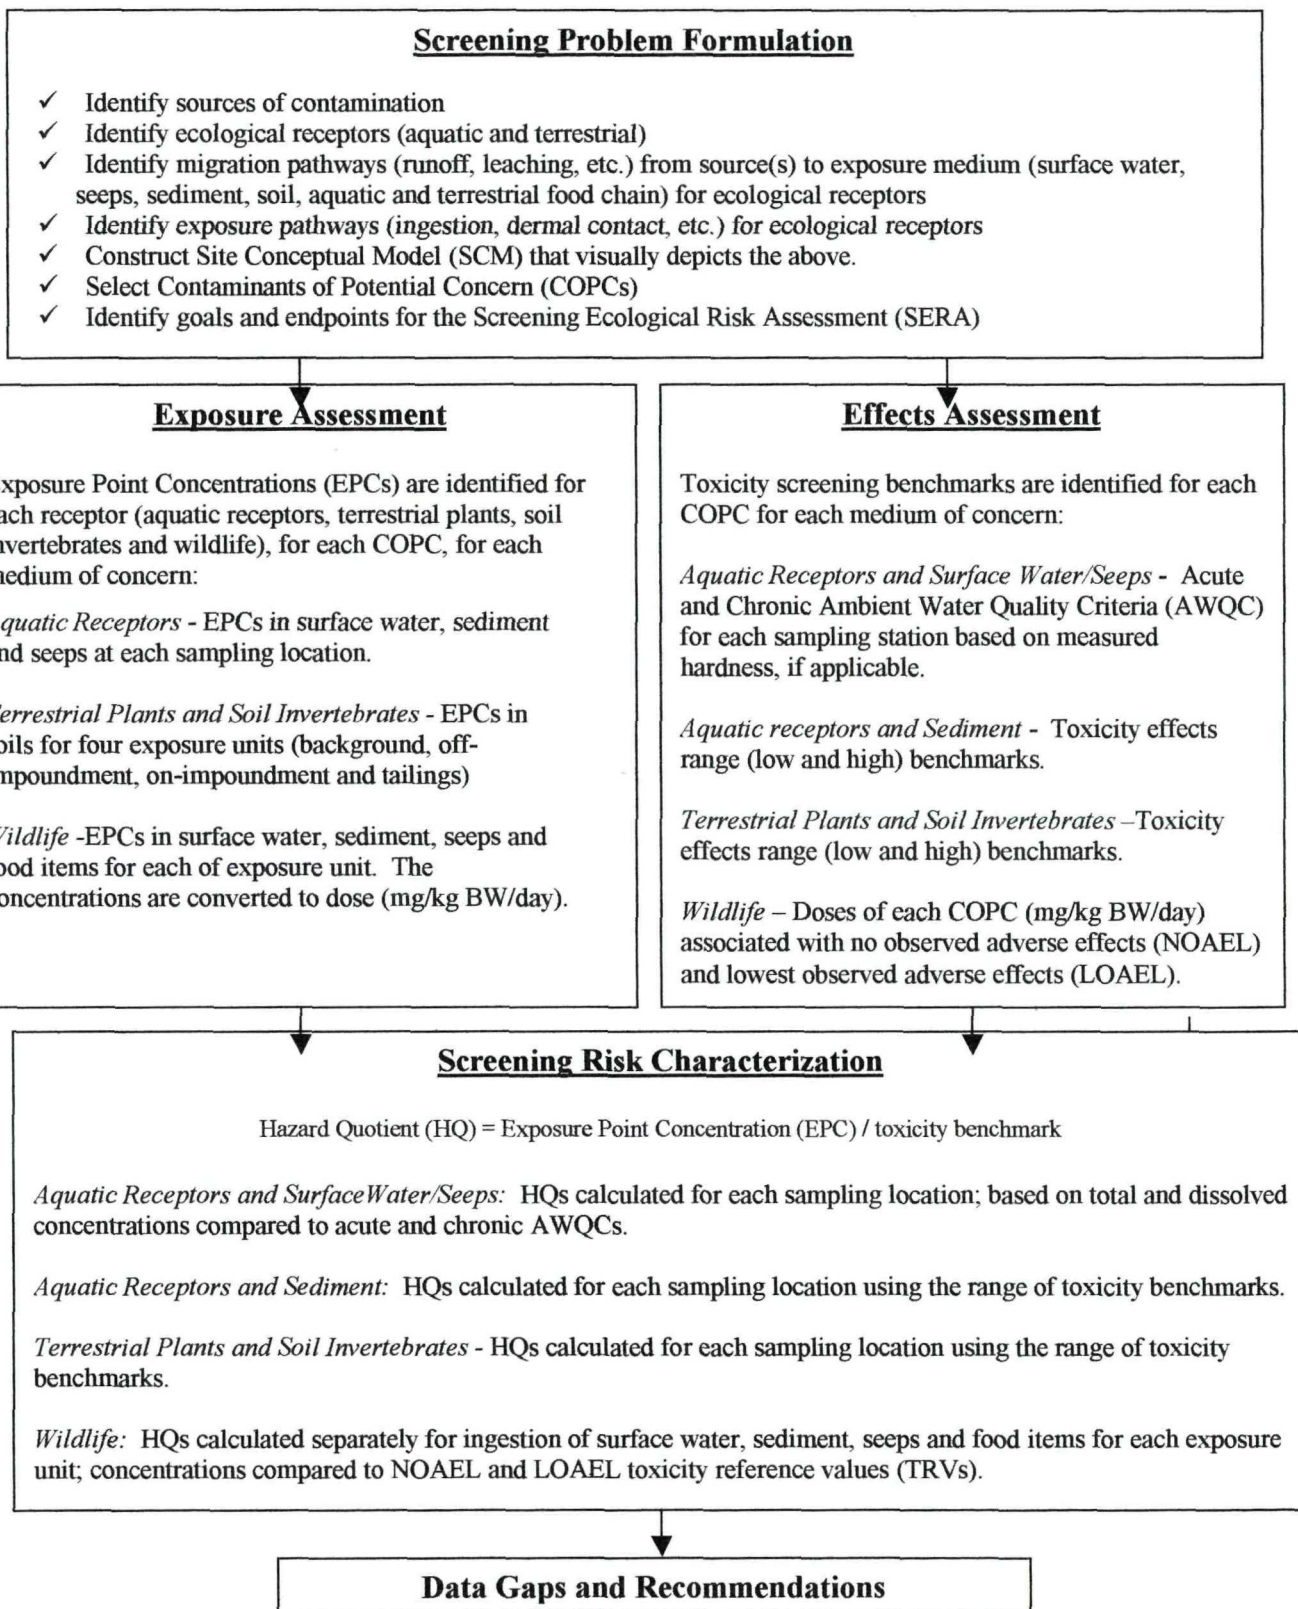 Screening Problem Formulation
✓ Identify sources of contamination
✓ Identify ecological receptors (aquatic and terrestrial)
✓ Identify migration pathways (runoff, leaching, etc.) from source(s) to exposure medium (surface water,
seeps, sediment, soil, aquatic and terrestrial food chain) for ecological receptors
✓ Identify exposure pathways (ingestion, dermal contact, etc.) for ecological receptors
✓ Construct Site Conceptual Model (SCM) that visually depicts the above.
✓ Select Contaminants of Potential Concern (COPCs)
✓ Identify goals and endpoints for the Screening Ecological Risk Assessment (SERA)
Exposure Assessment
xposure Point Concentrations (EPCs) are identified for
ach receptor (aquatic receptors, terrestrial plants, soil
nvertebrates and wildlife), for each COPC, for each
medium of concern:
quatic Receptors - EPCs in surface water, sediment
nd seeps at each sampling location.
Terrestrial Plants and Soil Invertebrates - EPCs in
oils for four exposure units (background, off-
mpoundment, on-impoundment and tailings)
Wildlife -EPCs in surface water, sediment, seeps and
ood items for each of exposure unit. The
oncentrations are converted to dose (mg/kg BW/day).
Effects Assessment
Toxicity screening benchmarks are identified for each
COPC for each medium of concern:
Aquatic Receptors and Surface Water/Seeps - Acute
and Chronic Ambient Water Quality Criteria (AWQC)
for each sampling station based on measured
hardness, if applicable.
Aquatic receptors and Sediment - Toxicity effects
range (low and high) benchmarks.
Terrestrial Plants and Soil Invertebrates –Toxicity
effects range (low and high) benchmarks.
Wildlife – Doses of each COPC (mg/kg BW/day)
associated with no observed adverse effects (NOAEL)
and lowest observed adverse effects (LOAEL).
Screening Risk Characterization
Hazard Quotient (HQ) = Exposure Point Concentration (EPC) / toxicity benchmark
Aquatic Receptors and Surface Water/Seeps: HQs calculated for each sampling location; based on total and dissolved
concentrations compared to acute and chronic AWQCs.
Aquatic Receptors and Sediment: HQs calculated for each sampling location using the range of toxicity benchmarks.
Terrestrial Plants and Soil Invertebrates - HQs calculated for each sampling location using the range of toxicity
benchmarks.
Wildlife: HQs calculated separately for ingestion of surface water, sediment, seeps and food items for each exposure
unit; concentrations compared to NOAEL and LOAEL toxicity reference values (TRVs).
Data Gaps and Recommendations